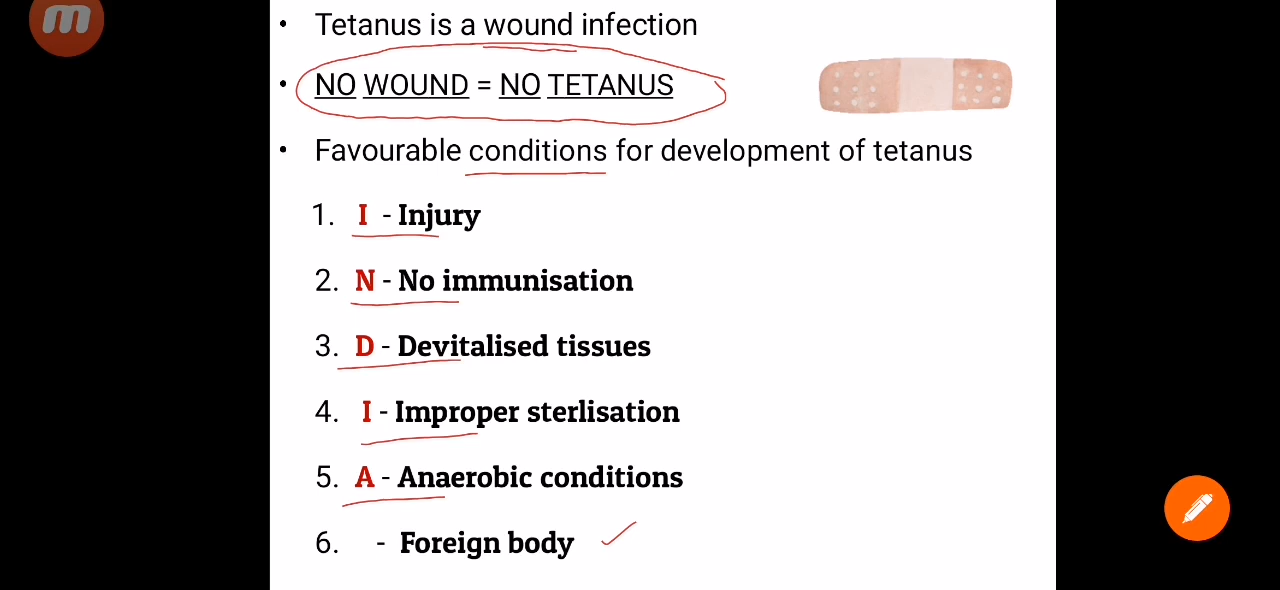 m
• Tetanus is a wound infection
• NO WOUND = NO TETANUS
• Favourable conditions for development of tetanus
1. I - Injury
2. N - No immunisation
3. D - Devitalised tissues
4. I - Improper sterlisation
5. A - Anaerobic conditions
6. - Foreign body